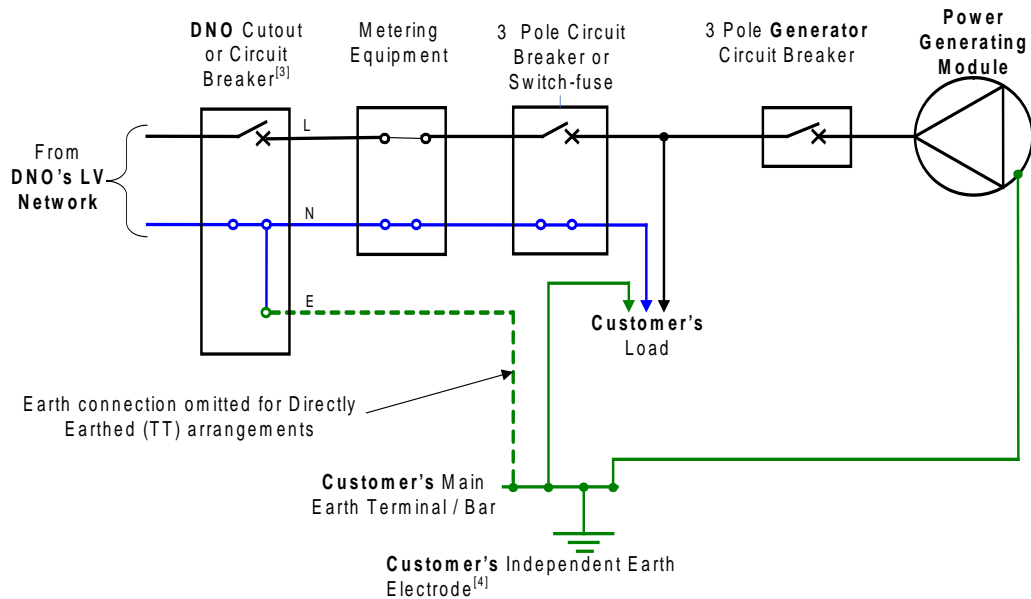 DNO Cutout
or Circuit
Breaker[3]
Metering
Equipment
3 Pole Circuit
Breaker or
Switch-fuse
3 Pole Generator
Circuit Breaker
Power
Generating
Module
L
From
DNO's LV
Network
N
E
Customer's
Load
Earth connection omitted for Directly
Earthed (TT) arrangements
Customer's Main
Earth Terminal / Bar
Customer's Independent Earth
Electrode[4]